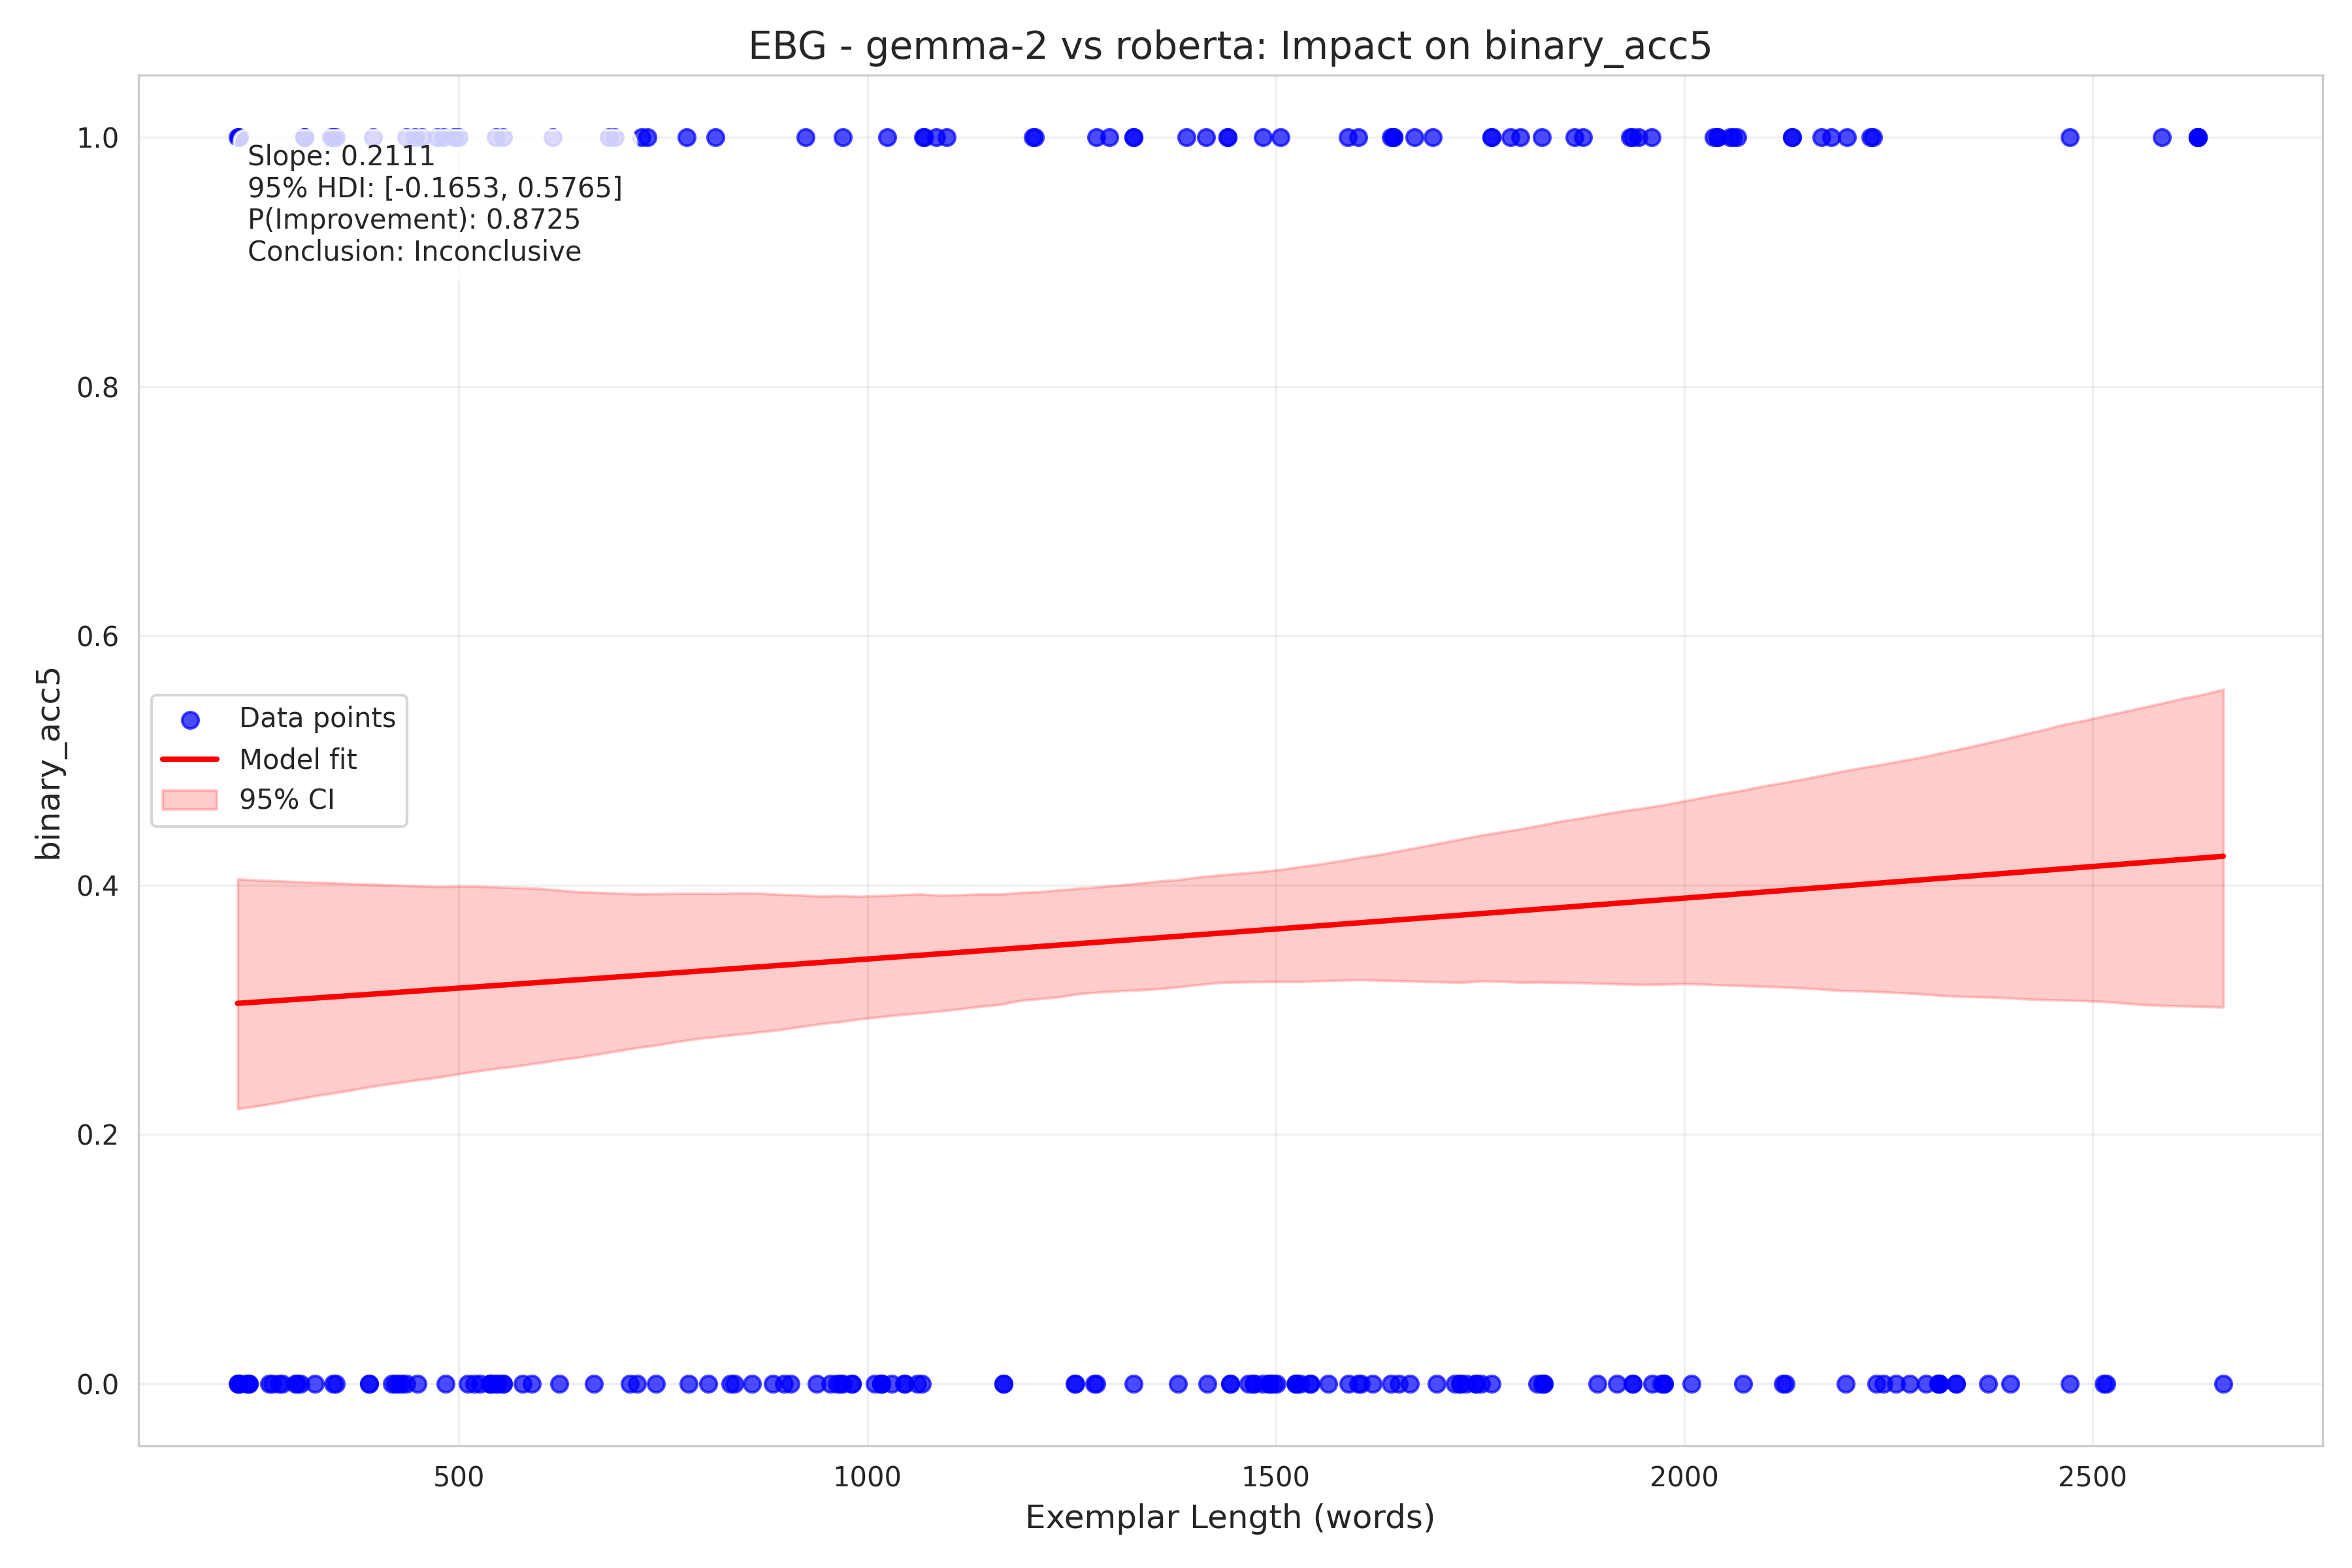 EBG - gemma-2 vs roberta: Impact on binary_acc5
1.0
0.8
0.6
0.4
0.2
0.0
binary_acc5
Slope: 0.2111
95% HDI: [-0.1653, 0.5765]
P(Improvement): 0.8725
Conclusion: Inconclusive
Data points
Model fit
95% CI
500
1000
1500
2000
2500
Exemplar Length (words)